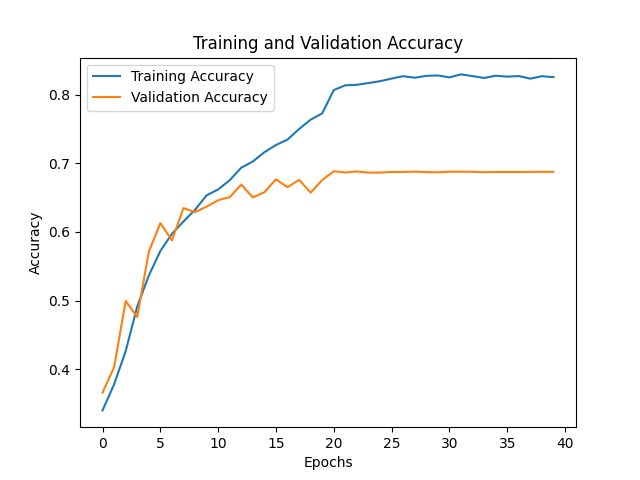 Training and Validation Accuracy
Training Accuracy
Validation Accuracy
0.8
0.7
0.6
0.5
0.4
Accuracy
0 5 10 15 20 25 30 35 40
Epochs